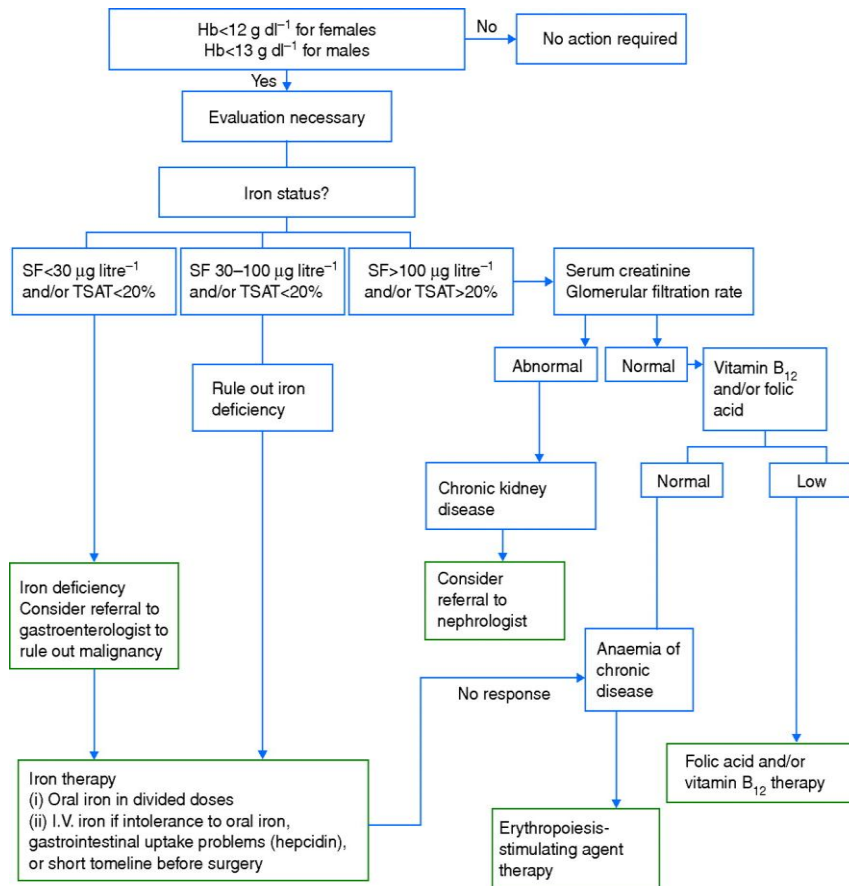 Hb<12 g dl⁻¹ for females
Hb<13 g dl⁻¹ for males
No
No action required
Yes
Evaluation necessary
Iron status?
SF<30 µg litre⁻¹
and/or TSAT<20%
SF 30–100 µg litre⁻¹
and/or TSAT<20%
SF>100 µg litre⁻¹
and/or TSAT>20%
Serum creatinine
Glomerular filtration rate
Abnormal
Normal
Vitamin B₁₂
and/or folic
acid
Rule out iron
deficiency
Normal
Low
Chronic kidney
disease
Iron deficiency
Consider referral to
gastroenterologist to
rule out malignancy
Consider
referral to
nephrologist
Anaemia of
chronic
disease
No response
Iron therapy
(i) Oral iron in divided doses
(ii) I.V. iron if intolerance to oral iron,
gastrointestinal uptake problems (hepcidin),
or short tomeline before surgery
Folic acid and/or
vitamin B₁₂ therapy
Erythropoiesis-
stimulating agent
therapy